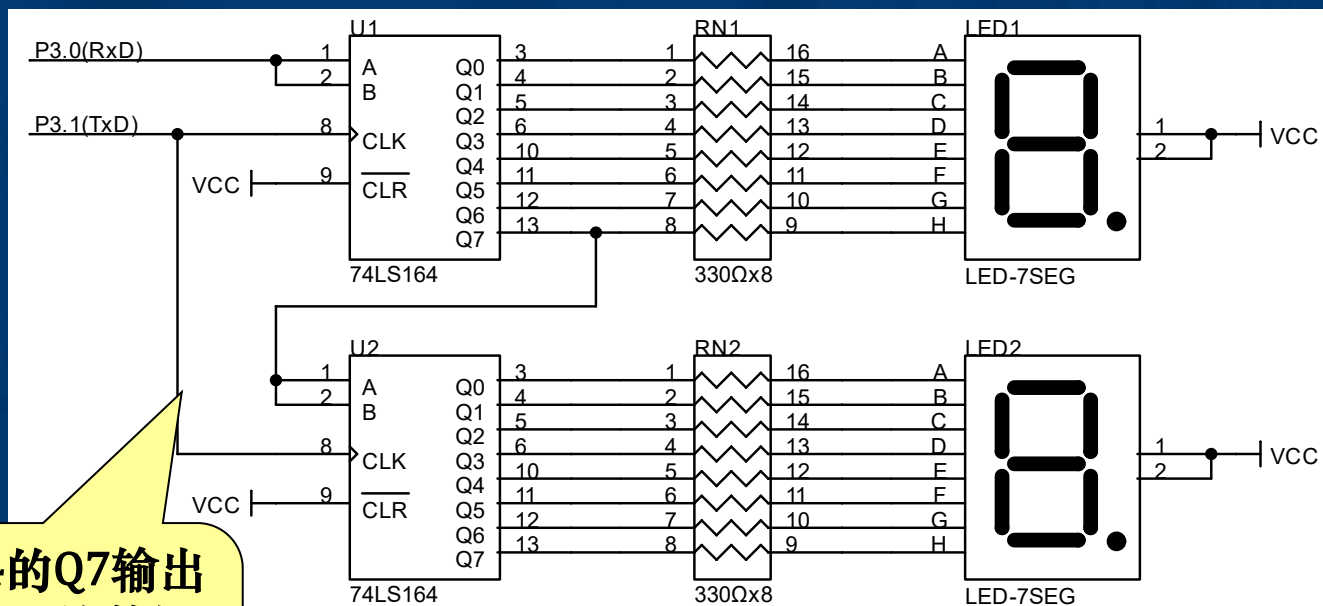 U1
RN1
LED1
P3.0(RxD)
1 A Q0 3 1 16 A
2 B Q1 4 2 15 B
Q2 5 3 14 C
P3.1(TxD) 8 CLK Q3 6 4 13 D 1 VCC
Q4 10 5 12 E 2
VCC 9 CLR Q5 11 6 11 F
Q6 12 7 10 G
Q7 13 8 9 H
74LS164
330Ωx8
LED-7SEG
U2
RN2
LED2
1 A Q0 3 1 16 A
2 B Q1 4 2 15 B
Q2 5 3 14 C
8 CLK Q3 6 4 13 D 1 VCC
Q4 10 5 12 E 2
VCC 9 CLR Q5 11 6 11 F
Q6 12 7 10 G
Q7 13 8 9 H
74LS164
330Ωx8
LED-7SEG
的Q7输出